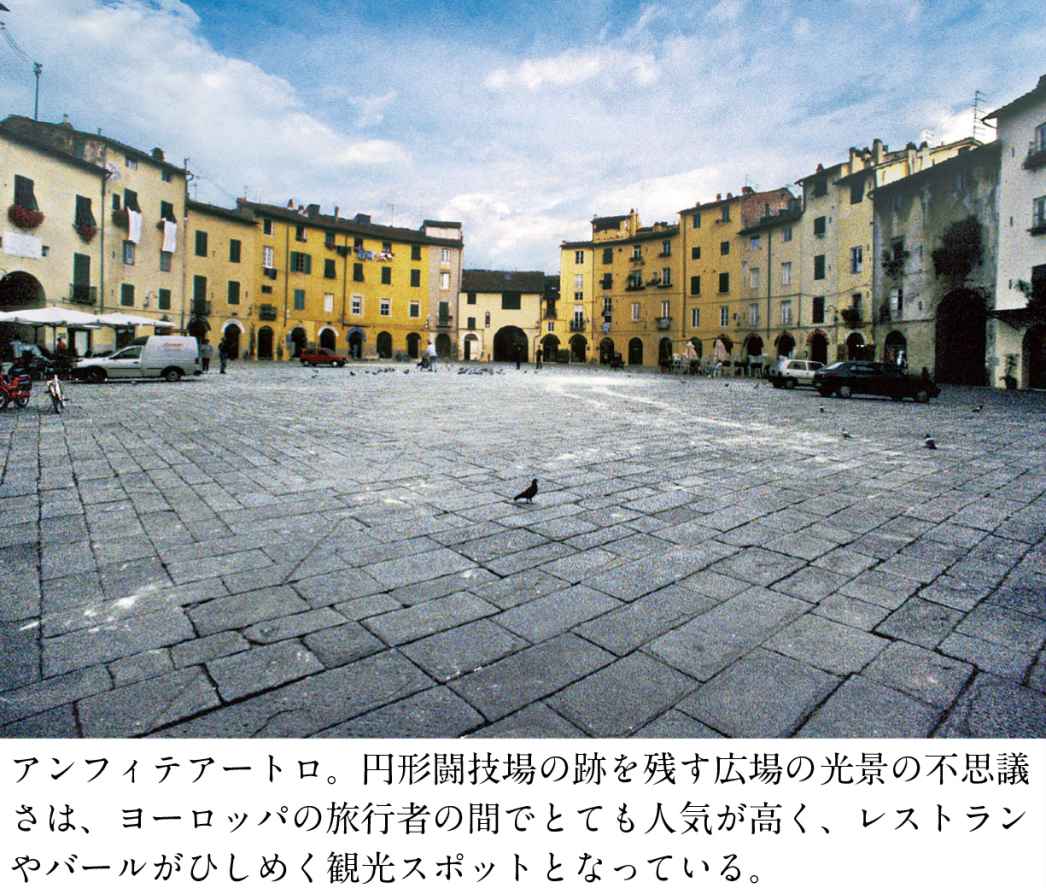 アンフィテアートロ。円形闘技場の跡を残す広場の光景の不思議
さは、ヨーロッパの旅行者の間でとても人気が高く、レストラン
やバールがひしめく観光スポットとなっている。